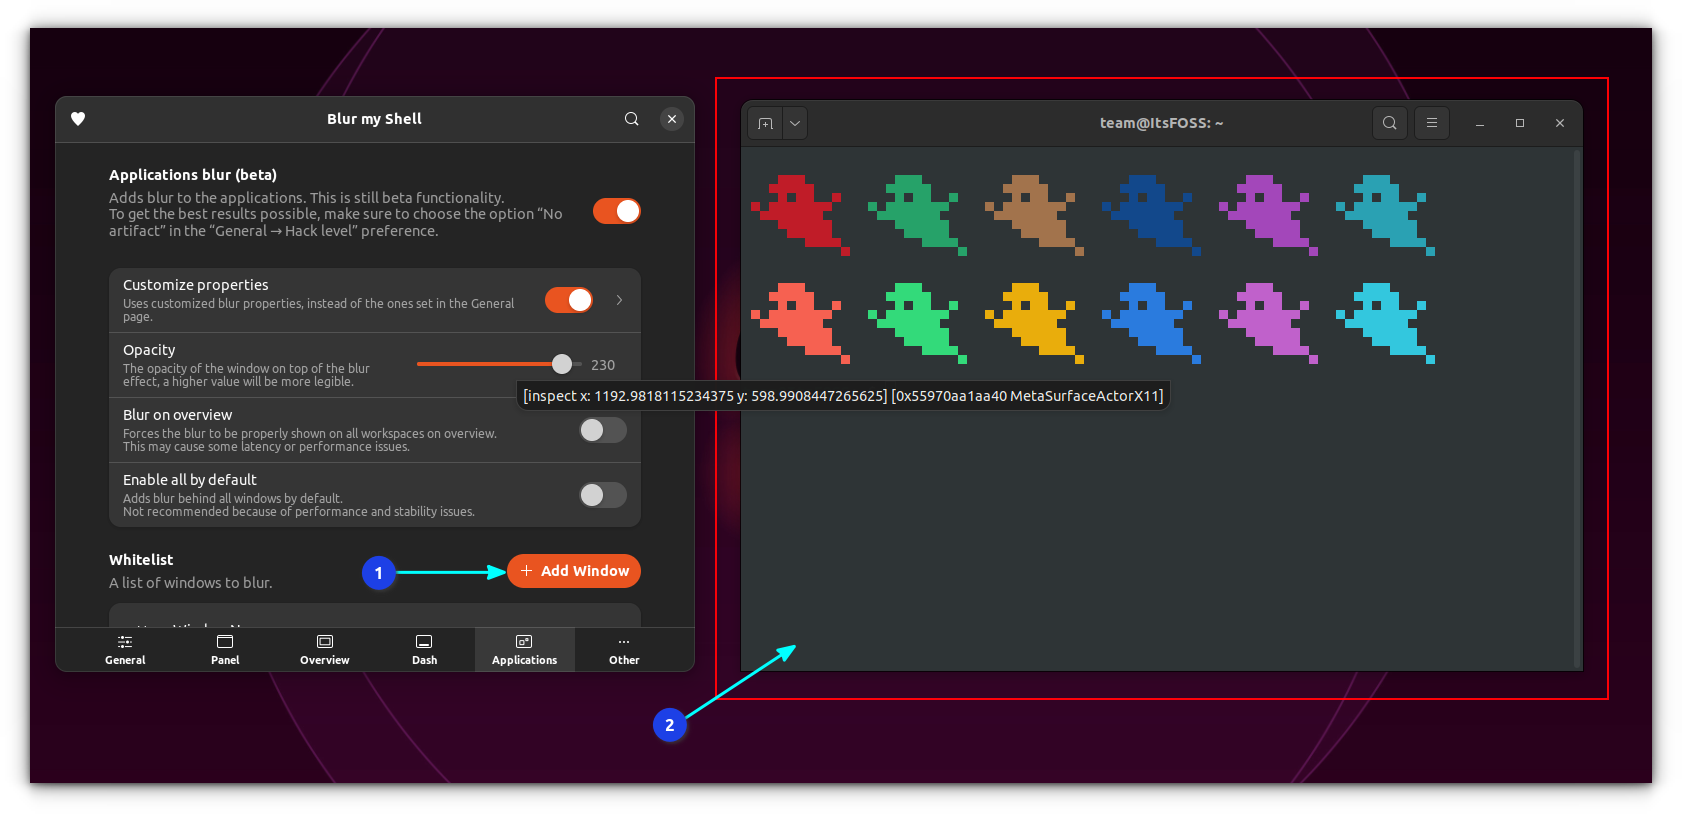 Blur my Shell
Applications blur (beta)
Adds blur to the applications. This is still beta functionality.
To get the best results possible, make sure to choose the option “No
artifact” in the “General → Hack level” preference.
Customize properties
Uses customized blur properties, instead of the ones set in the General
page.
Opacity
The opacity of the window on top of the blur
effect, a higher value will be more legible.
230
Blur on overview
Forces the blur to be properly shown on all workspaces on overview.
This may cause some latency or performance issues.
Enable all by default
Adds blur behind all windows by default.
Not recommended because of performance and stability issues.
Whitelist
A list of windows to blur.
1
+ Add Window
General
Panel
Overview
Dash
Applications
Other
team@ItsFOSS: ~
[inspect x: 1192.9818115234375 y: 598.9908447265625] [0x55970aa1aa40 MetaSurfaceActorX11]
2